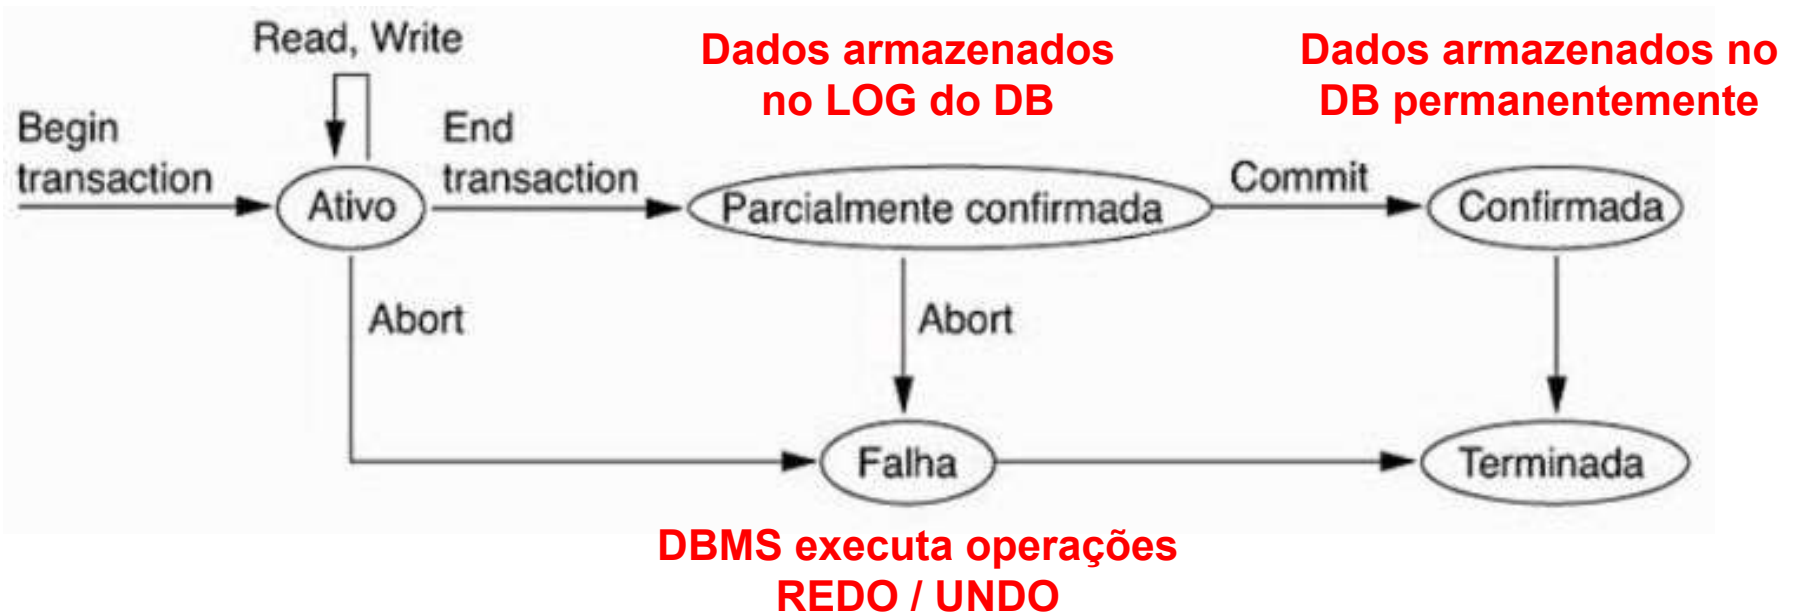 Read, Write
Dados armazenados
no LOG do DB
Dados armazenados no
DB permanentemente
Begin
transaction
End
transaction
Commit
Ativo
Parcialmente confirmada
Confirmada
Abort
Abort
Falha
Terminada
DBMS executa operações
REDO / UNDO